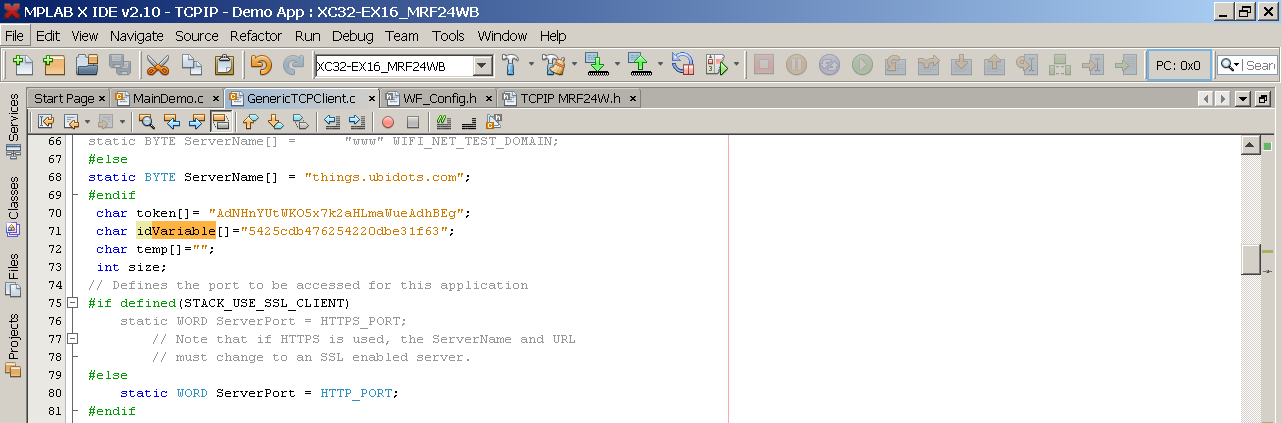 MPLAB X IDE v2.10 - TCPIP - Demo App : XC32-EX16_MRF24WB
File Edit View Navigate Source Refactor Run Debug Team Tools Window Help
XC32-EX16_MRF24WB PC: 0x0 Sear
Start Page MainDemo.c GenericTCPClient.c WF_Config.h TCPIP MRF24W.h
Services
Classes
Files
Projects
66 static BYTE ServerName[] = "www" WIFI_NET_TEST_DOMAIN;
67 #else
68 static BYTE ServerName[] = "things.ubidots.com";
69 #endif
70 char token[]= "AdNHnYUtWKO5x7k2aHLmaWueAdhBEg";
71 char idVariable[]="5425cdb476254220dbe31f63";
72 char temp[]="";
73 int size;
74 // Defines the port to be accessed for this application
75 #if defined(STACK_USE_SSL_CLIENT)
76 static WORD ServerPort = HTTPS_PORT;
77 // Note that if HTTPS is used, the ServerName and URL
78 // must change to an SSL enabled server.
79 #else
80 static WORD ServerPort = HTTP_PORT;
81 #endif